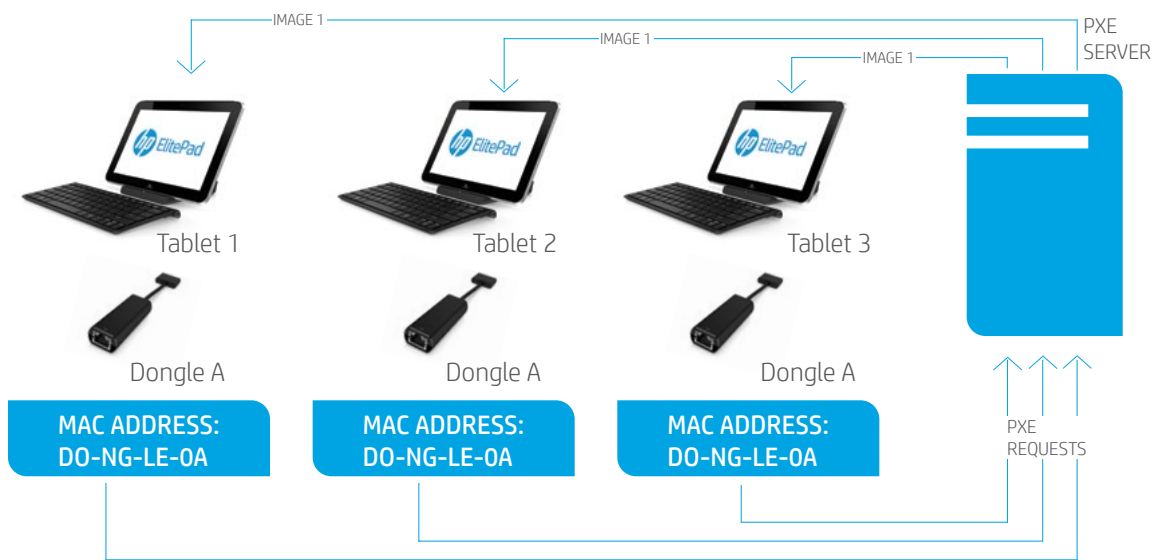 IMAGE 1
IMAGE 1
IMAGE 1
PXE
SERVER
hp ElitePad
hp ElitePad
hp ElitePad
Tablet 1
Tablet 2
Tablet 3
Dongle A
Dongle A
Dongle A
MAC ADDRESS:
DO-NG-LE-0A
MAC ADDRESS:
DO-NG-LE-0A
MAC ADDRESS:
DO-NG-LE-0A
PXE
REQUESTS